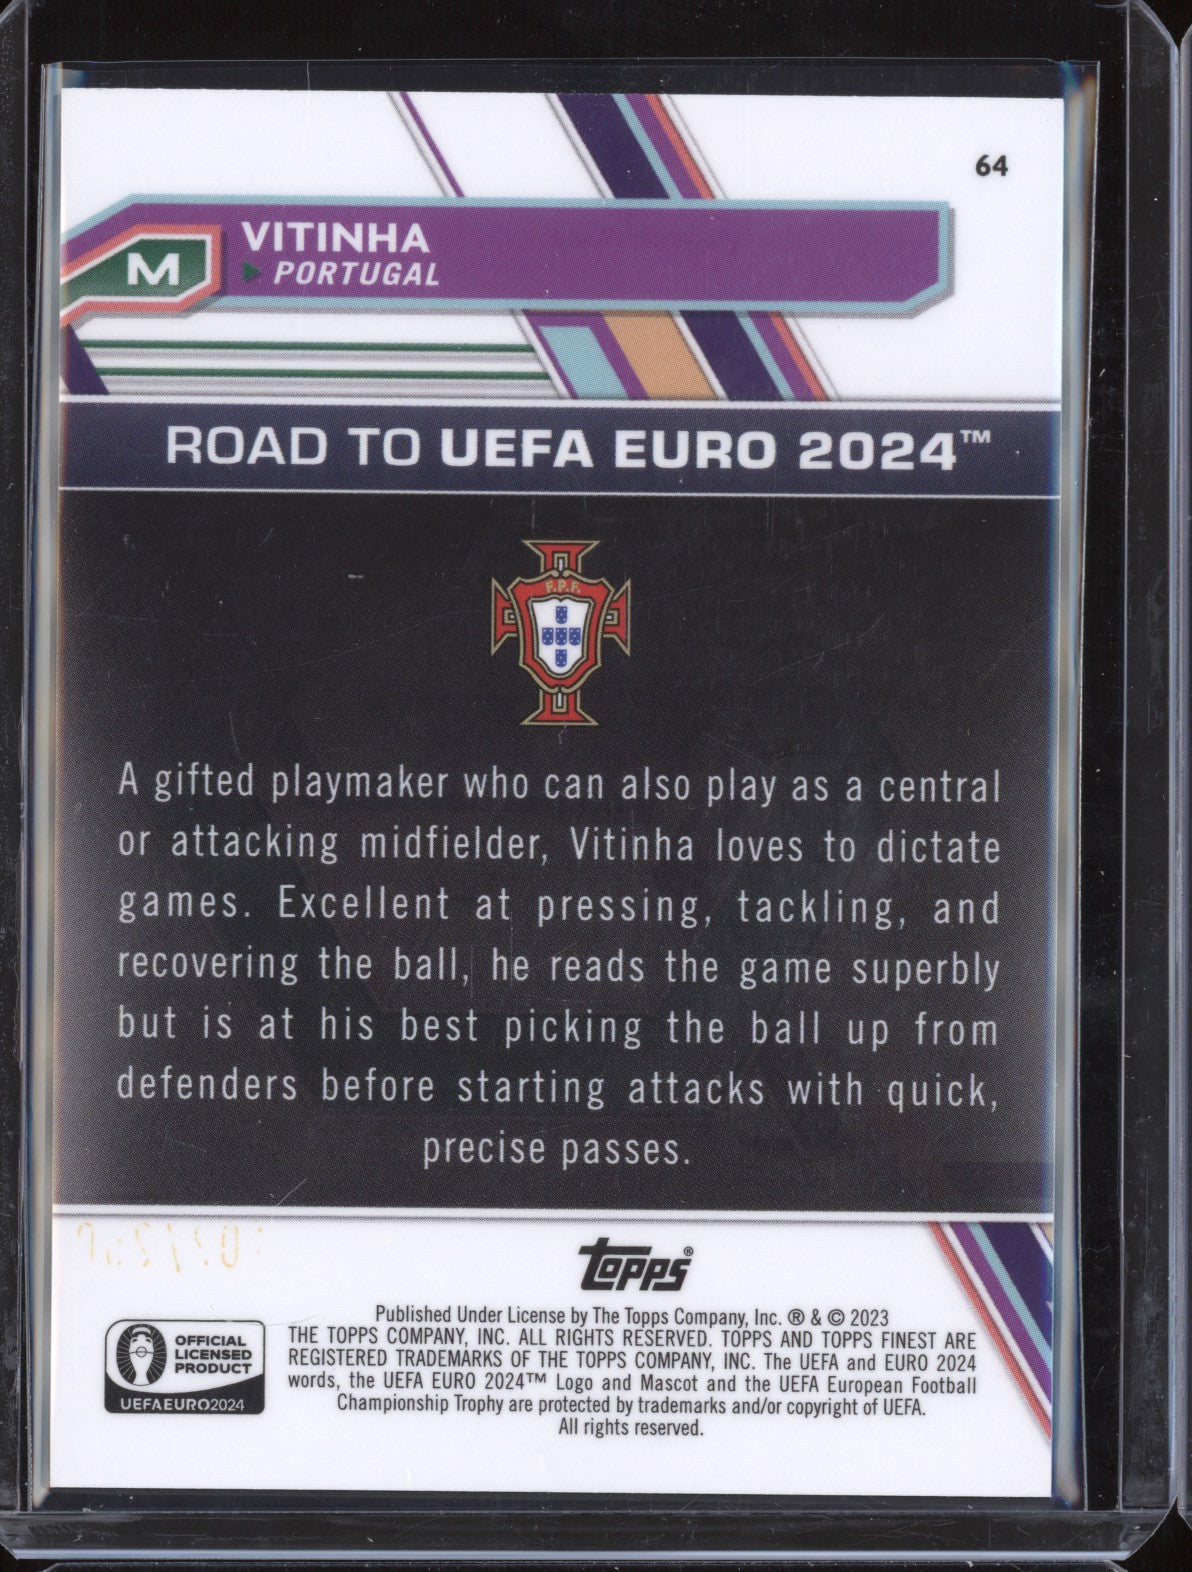 64
VITINHA
M
PORTUGAL
ROAD TO UEFA EURO 2024™
F.P.F.
A gifted playmaker who can also play as a central
or attacking midfielder, Vitinha loves to dictate
games. Excellent at pressing, tackling, and
recovering the ball, he reads the game superbly
but is at his best picking the ball up from
defenders before starting attacks with quick,
precise passes.
topps®
Published Under License by The Topps Company, Inc. ® & © 2023
THE TOPPS COMPANY, INC. ALL RIGHTS RESERVED. TOPPS AND TOPPS FINEST ARE
REGISTERED TRADEMARKS OF THE TOPPS COMPANY, INC. The UEFA and EURO 2024
words, the UEFA EURO 2024™ Logo and Mascot and the UEFA European Football
Championship Trophy are protected by trademarks and/or copyright of UEFA.
All rights reserved.
OFFICIAL
LICENSED
PRODUCT
UEFAEURO2024